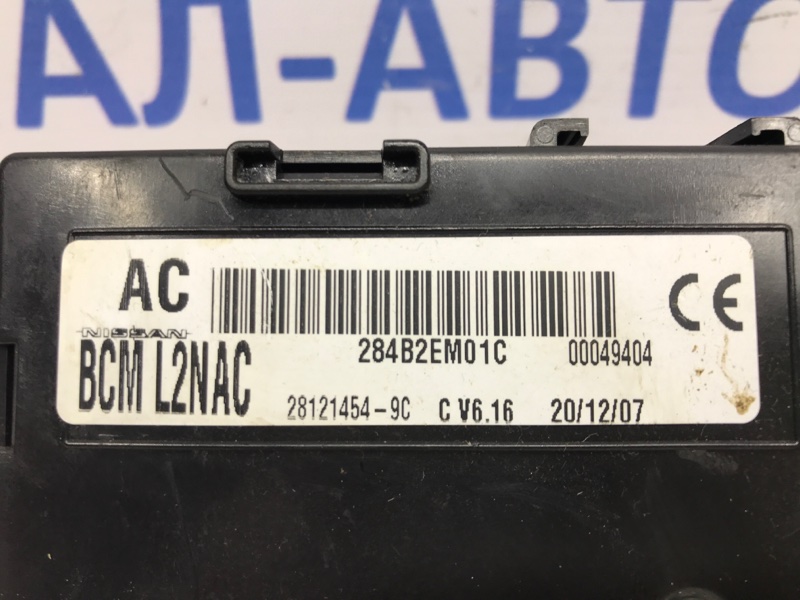 АЛ-АВТО
AC
NISSAN
284B2EM01C 00049404
BCM L2NAC
28121454-9C C V6.16 20/12/07
CE